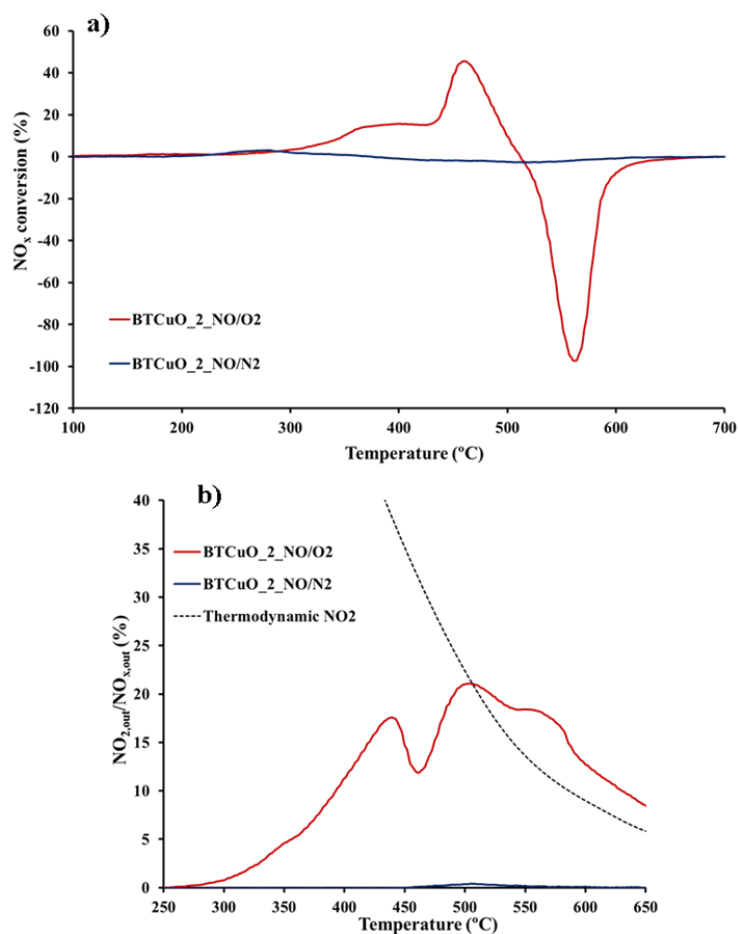 a)
60
40
20
0
-20
-40
-60
-80
-100
-120
NOx conversion (%)
BTCuO_2_NO/O2
BTCuO_2_NO/N2
100 200 300 400 500 600 700
Temperature (ºC)
b)
40
35
30
25
20
15
10
5
0
NO2,out/NOx,out (%)
BTCuO_2_NO/O2
BTCuO_2_NO/N2
Thermodynamic NO2
250 300 350 400 450 500 550 600 650
Temperature (ºC)